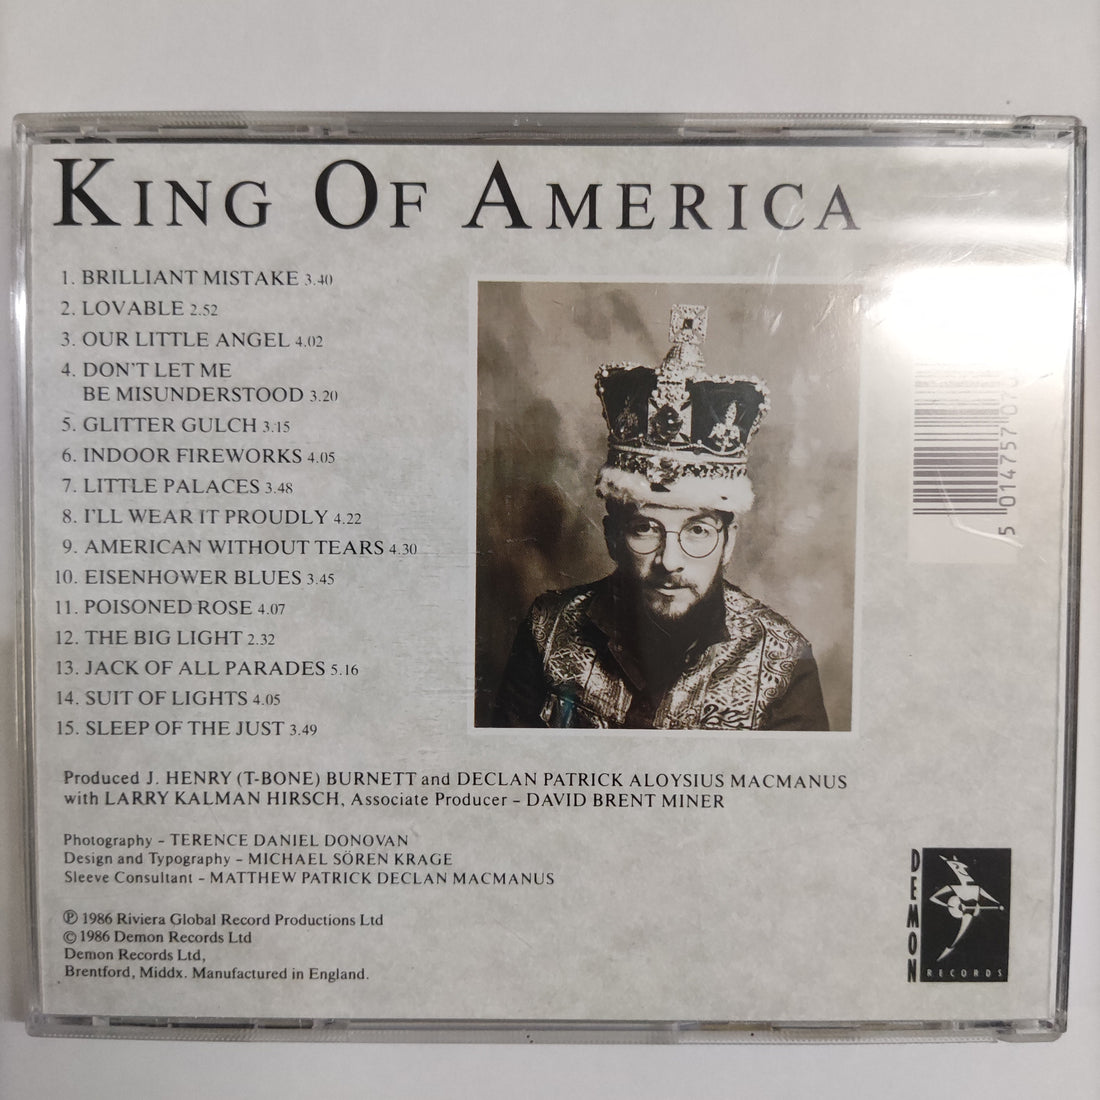 KING OF AMERICA
1. BRILLIANT MISTAKE 3.40
2. LOVABLE 2.52
3. OUR LITTLE ANGEL 4.02
4. DON'T LET ME
BE MISUNDERSTOOD 3.20
5. GLITTER GULCH 3.15
6. INDOOR FIREWORKS 4.05
7. LITTLE PALACES 3.48
8. I'LL WEAR IT PROUDLY 4.22
9. AMERICAN WITHOUT TEARS 4.30
10. EISENHOWER BLUES 3.45
11. POISONED ROSE 4.07
12. THE BIG LIGHT 2.32
13. JACK OF ALL PARADES 5.16
14. SUIT OF LIGHTS 4.05
15. SLEEP OF THE JUST 3.49
Produced J. HENRY (T-BONE) BURNETT and DECLAN PATRICK ALOYSIUS MACMANUS
with LARRY KALMAN HIRSCH, Associate Producer – DAVID BRENT MINER
Photography – TERENCE DANIEL DONOVAN
Design and Typography – MICHAEL SÖREN KRAGE
Sleeve Consultant – MATTHEW PATRICK DECLAN MACMANUS
℗ 1986 Riviera Global Record Productions Ltd
© 1986 Demon Records Ltd
Demon Records Ltd,
Brentford, Middx. Manufactured in England.
5 014757 07
DEMON
RECORDS